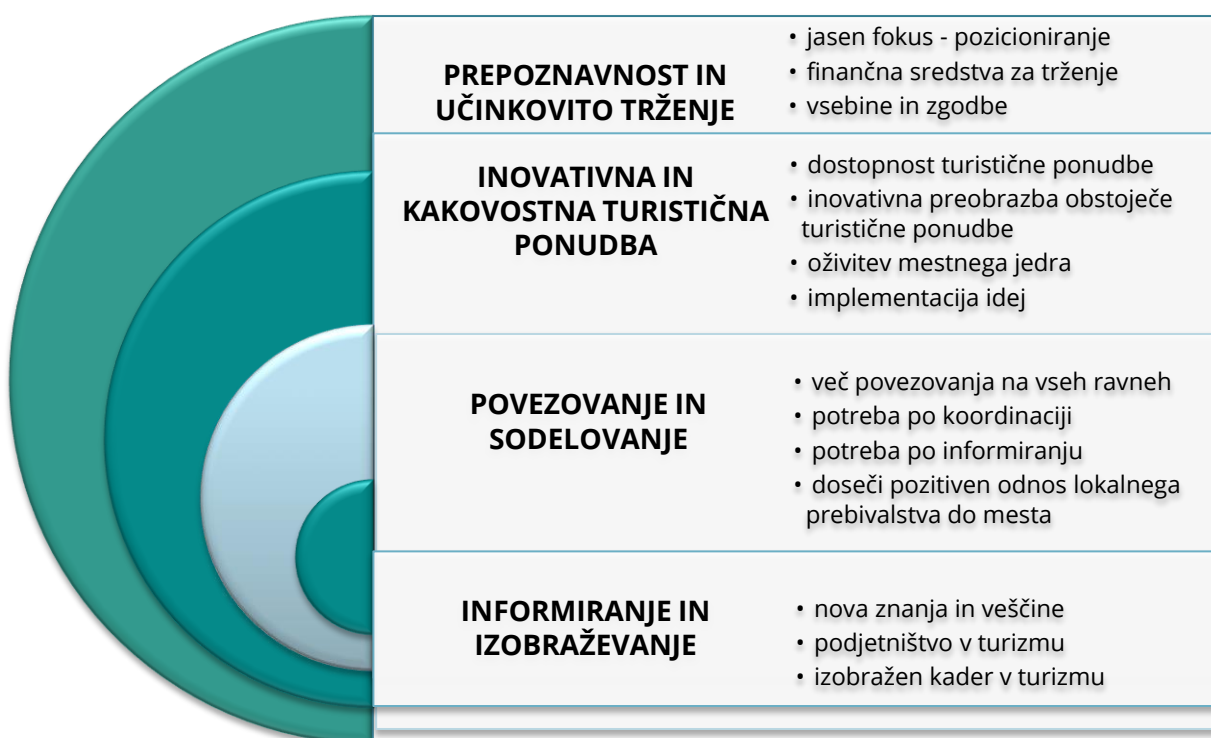 PREPOZNAVNOST IN
UČINKOVITO TRŽENJE
• jasen fokus - pozicioniranje
• finančna sredstva za trženje
• vsebine in zgodbe
INOVATIVNA IN
KAKOVOSTNA TURISTIČNA
PONUDBA
• dostopnost turistične ponudbe
• inovativna preobrazba obstoječe
turistične ponudbe
• oživitev mestnega jedra
• implementacija idej
POVEZOVANJE IN
SODELOVANJE
• več povezovanja na vseh ravneh
• potreba po koordinaciji
• potreba po informiranju
• doseči pozitiven odnos lokalnega
prebivalstva do mesta
INFORMIRANJE IN
IZOBRAŽEVANJE
• nova znanja in veščine
• podjetništvo v turizmu
• izobražen kader v turizmu